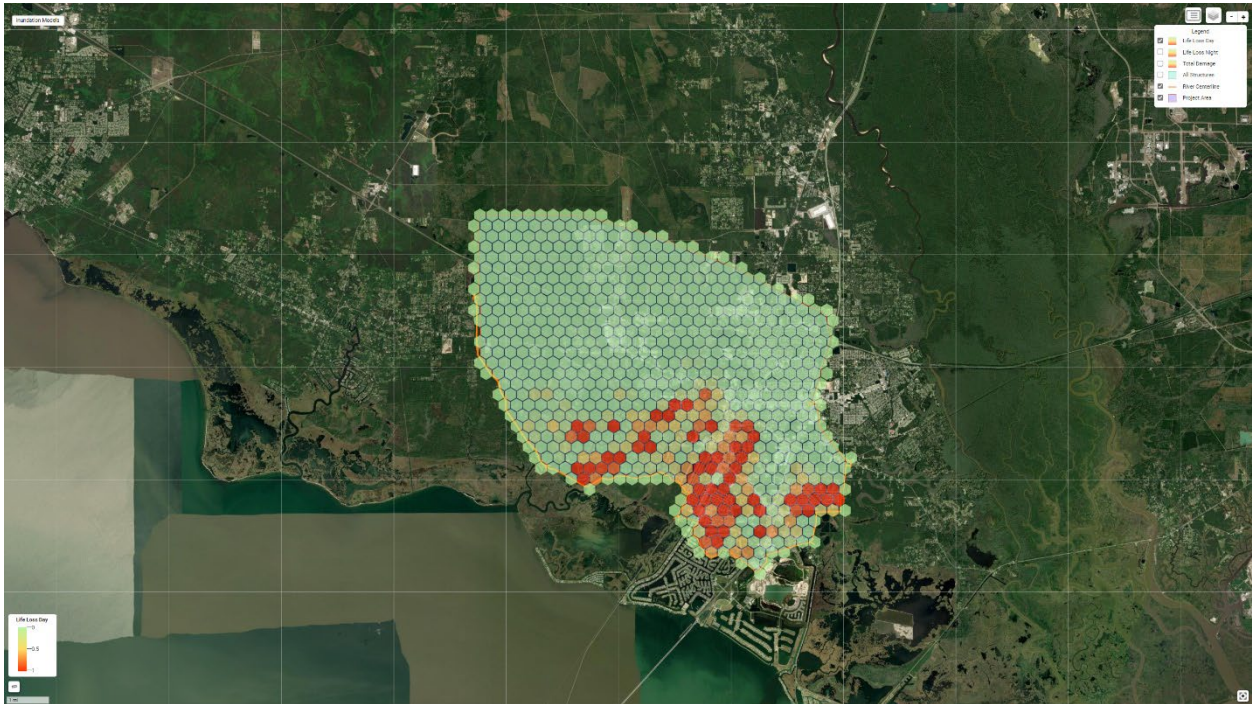 Inundation Models
Legend
Life Loss Day
Life Loss Night
Total Damage
All Structures
River Centerline
Project Area
Life Loss Day
0
0.5
1